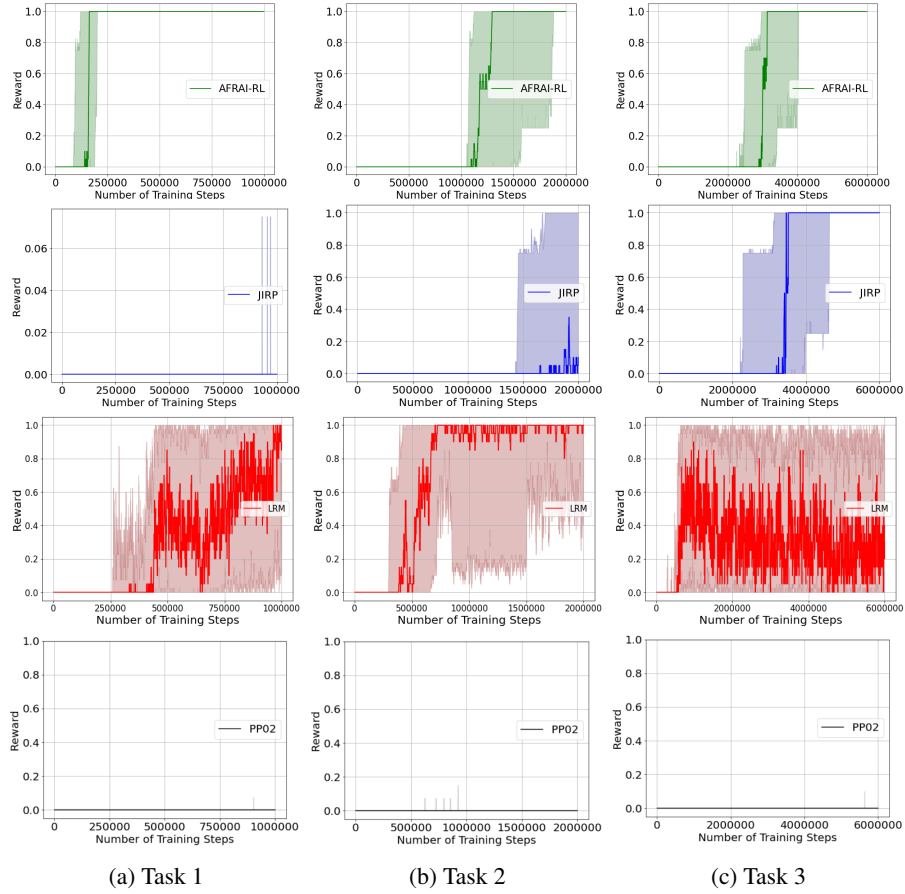 1.0
0.8
0.6
0.4
0.2
0.0
Reward
AFRAI-RL
0 250000 500000 750000 1000000
Number of Training Steps
1.0
0.8
0.6
0.4
0.2
0.0
Reward
AFRAI-RL
0 500000 1000000 1500000 2000000
Number of Training Steps
1.0
0.8
0.6
0.4
0.2
0.0
Reward
AFRAI-RL
0 2000000 4000000 6000000
Number of Training Steps
0.06
0.04
0.02
0.00
Reward
JIRP
0 250000 500000 750000 1000000
Number of Training Steps
1.0
0.8
0.6
0.4
0.2
0.0
Reward
JIRP
0 500000 1000000 1500000 2000000
Number of Training Steps
1.0
0.8
0.6
0.4
0.2
0.0
Reward
JIRP
0 2000000 4000000 6000000
Number of Training Steps
1.0
0.8
0.6
0.4
0.2
0.0
Reward
LRM
0 250000 500000 750000 1000000
Number of Training Steps
1.0
0.8
0.6
0.4
0.2
0.0
Reward
LRM
0 500000 1000000 1500000 2000000
Number of Training Steps
1.0
0.8
0.6
0.4
0.2
0.0
Reward
LRM
0 2000000 4000000 6000000
Number of Training Steps
1.0
0.8
0.6
0.4
0.2
0.0
Reward
PP02
0 250000 500000 750000 1000000
Number of Training Steps
1.0
0.8
0.6
0.4
0.2
0.0
Reward
PP02
0 500000 1000000 1500000 2000000
Number of Training Steps
1.0
0.8
0.6
0.4
0.2
0.0
Reward
PP02
0 2000000 4000000 6000000
Number of Training Steps
(a) Task 1
(b) Task 2
(c) Task 3